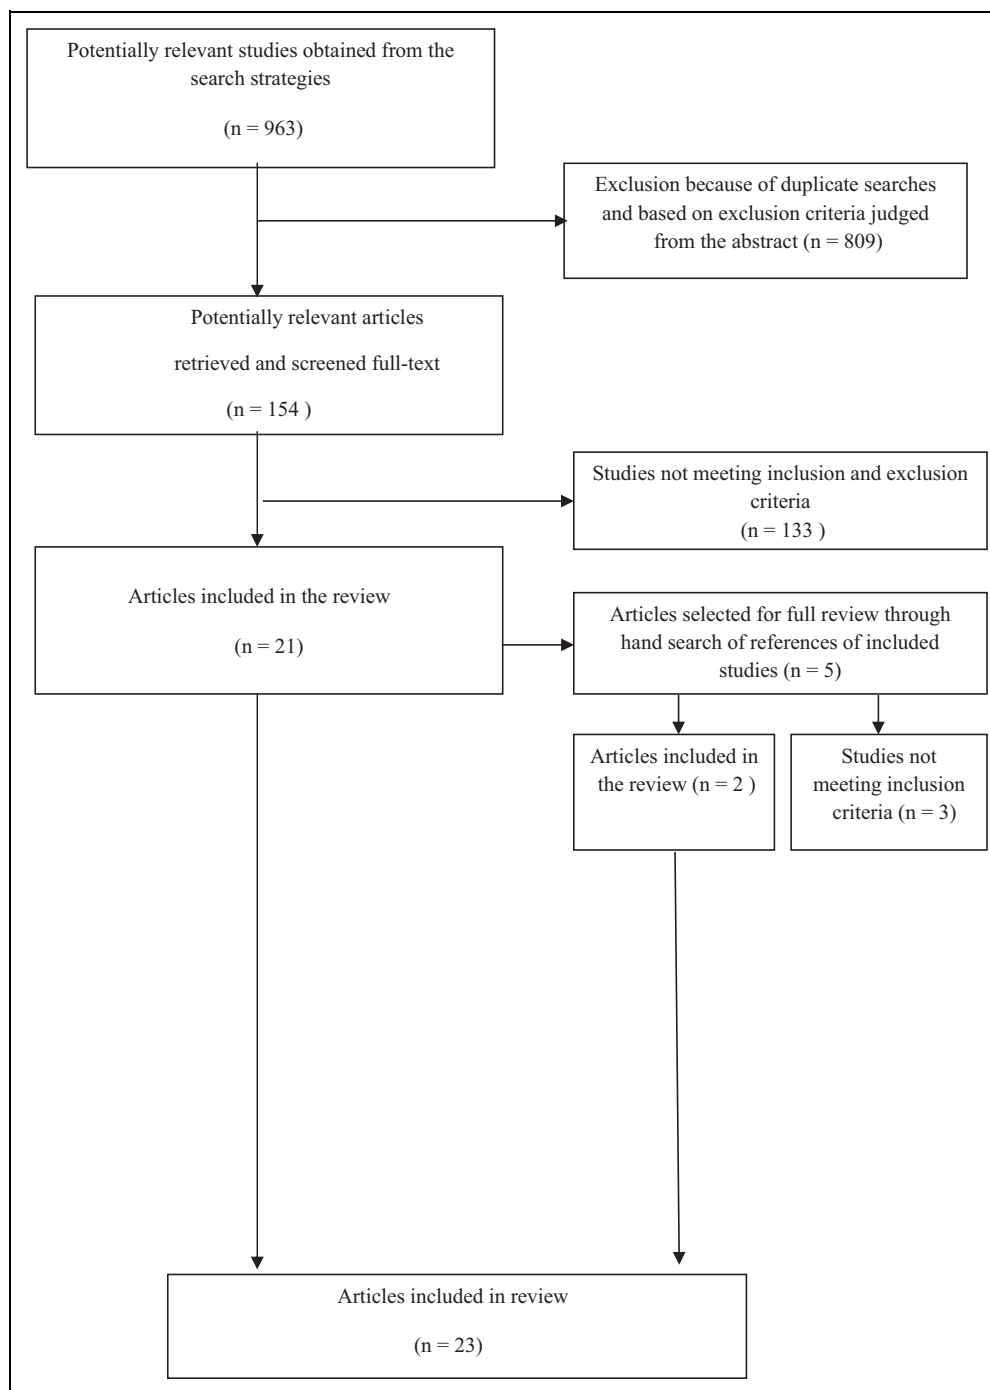 Potentially relevant studies obtained from the
search strategies
(n = 963)
Exclusion because of duplicate searches
and based on exclusion criteria judged
from the abstract (n = 809)
Potentially relevant articles
retrieved and screened full-text
(n = 154 )
Studies not meeting inclusion and exclusion
criteria
(n = 133 )
Articles included in the review
(n = 21)
Articles selected for full review through
hand search of references of included
studies (n = 5)
Articles included in
the review (n = 2 )
Studies not
meeting inclusion
criteria (n = 3)
Articles included in review
(n = 23)